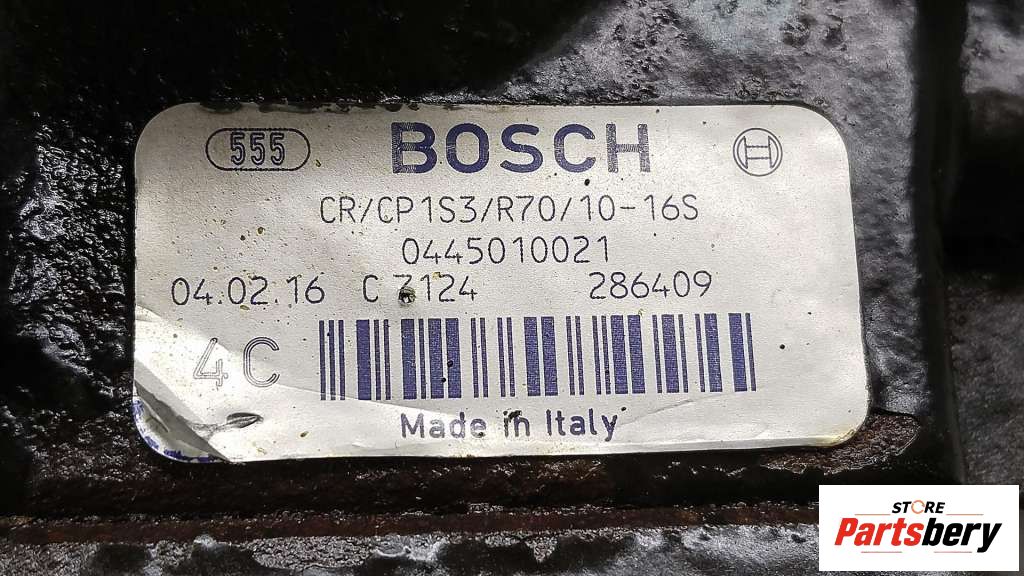 555 BOSCH
CR/CP1S3/R70/10-16S
0445010021
04.02.16 C 7124 286409
4C
Made in Italy
STORE
Partsbery